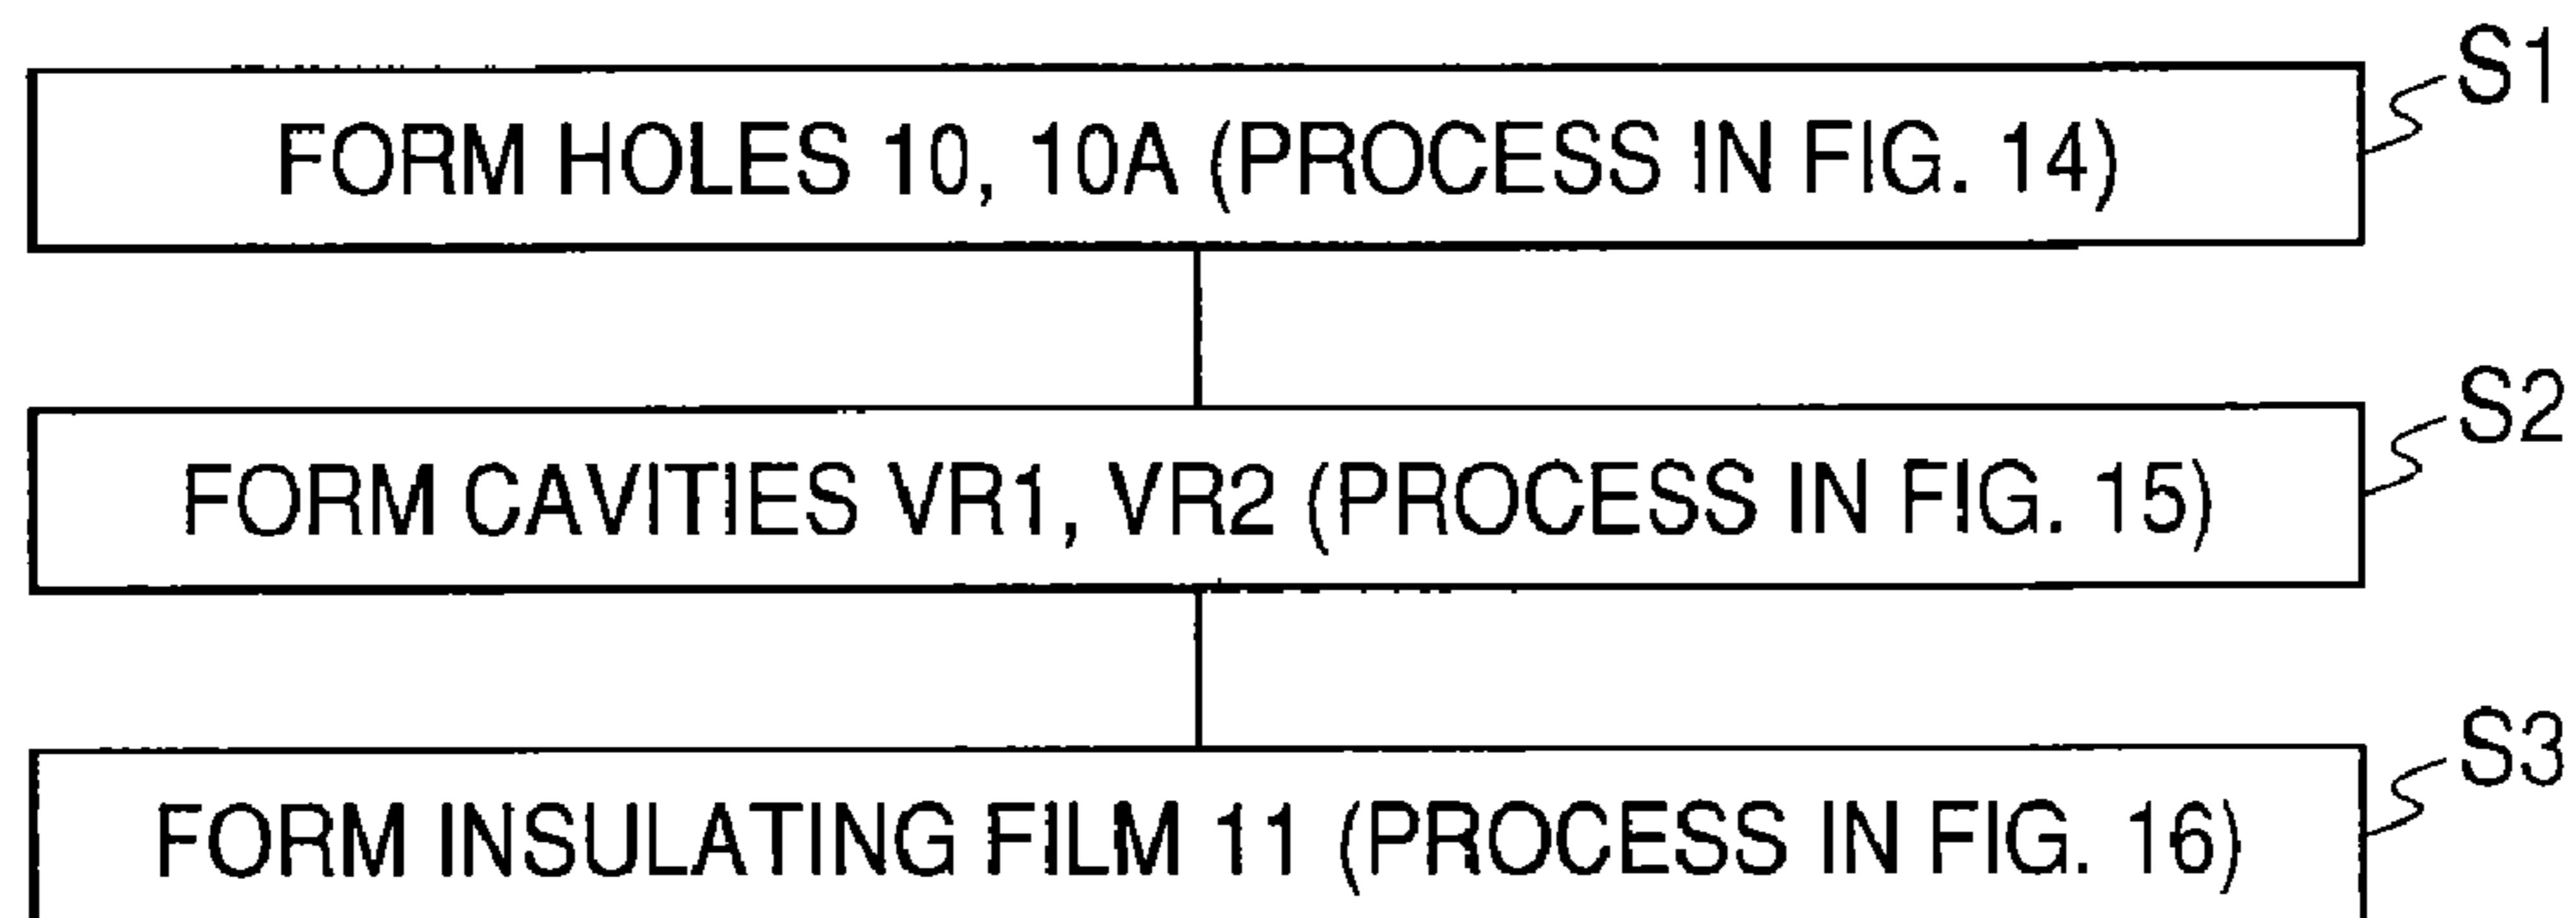 S1
FORM HOLES 10, 10A (PROCESS IN FIG. 14)
S2
FORM CAVITIES VR1, VR2 (PROCESS IN FIG. 15)
S3
FORM INSULATING FILM 11 (PROCESS IN FIG. 16)